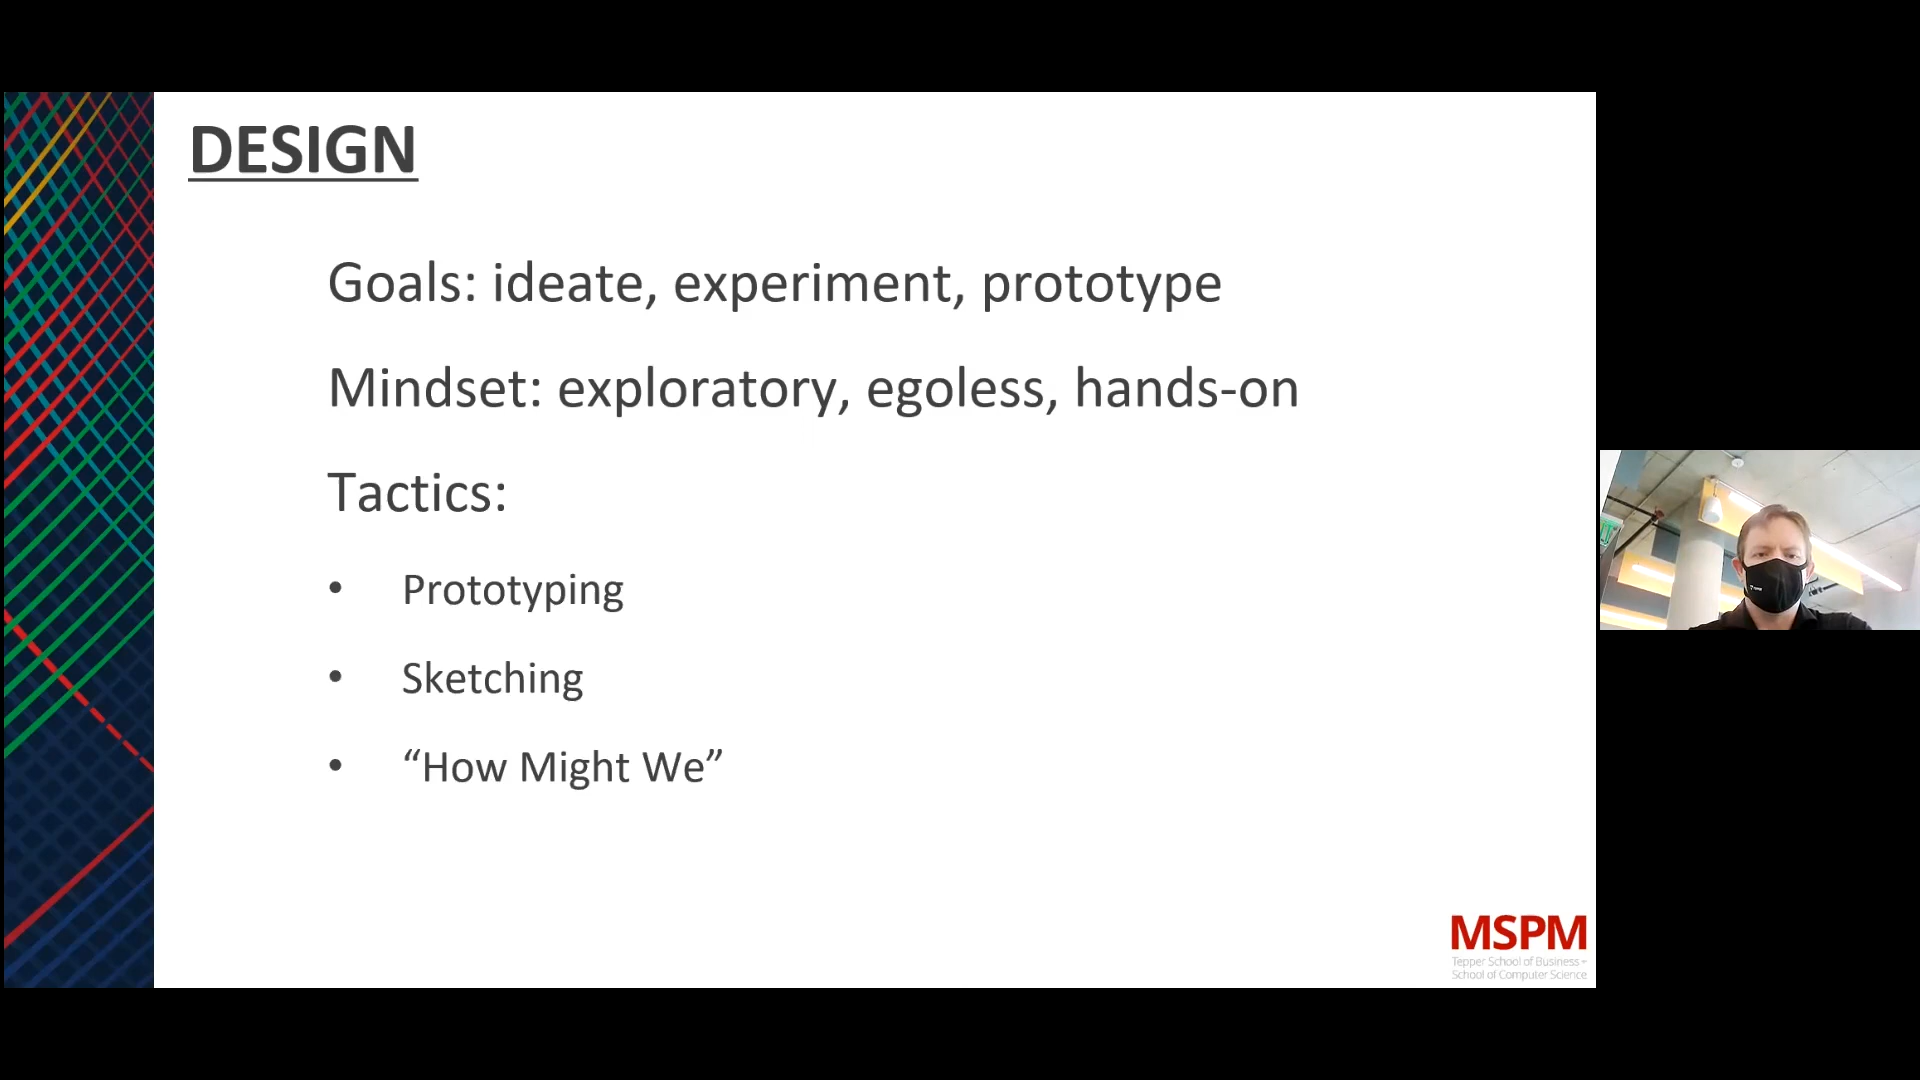 DESIGN
Goals: ideate, experiment, prototype
Mindset: exploratory, egoless, hands-on
Tactics:
• Prototyping
• Sketching
• “How Might We”
MSPM
Tepper School of Business +
School of Computer Science